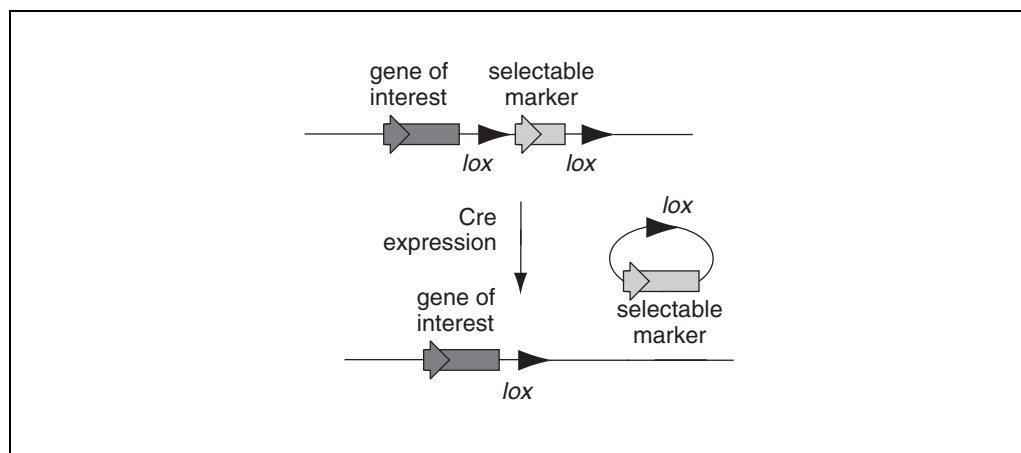 gene of
interest
selectable
marker
lox
lox
Cre
expression
lox
gene of
interest
selectable
marker
lox